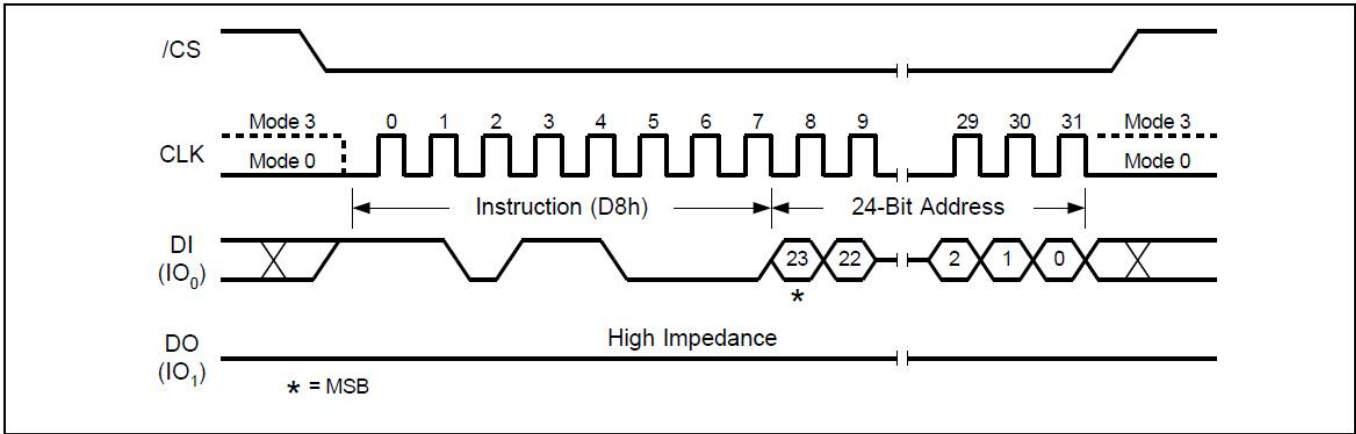 /CS
Mode 3 0 1 2 3 4 5 6 7 8 9 29 30 31 Mode 3
CLK
Mode 0 Mode 0
Instruction (D8h) 24-Bit Address
DI
(IO₀)
23 22 2 1 0
*
High Impedance
DO
(IO₁)
* = MSB